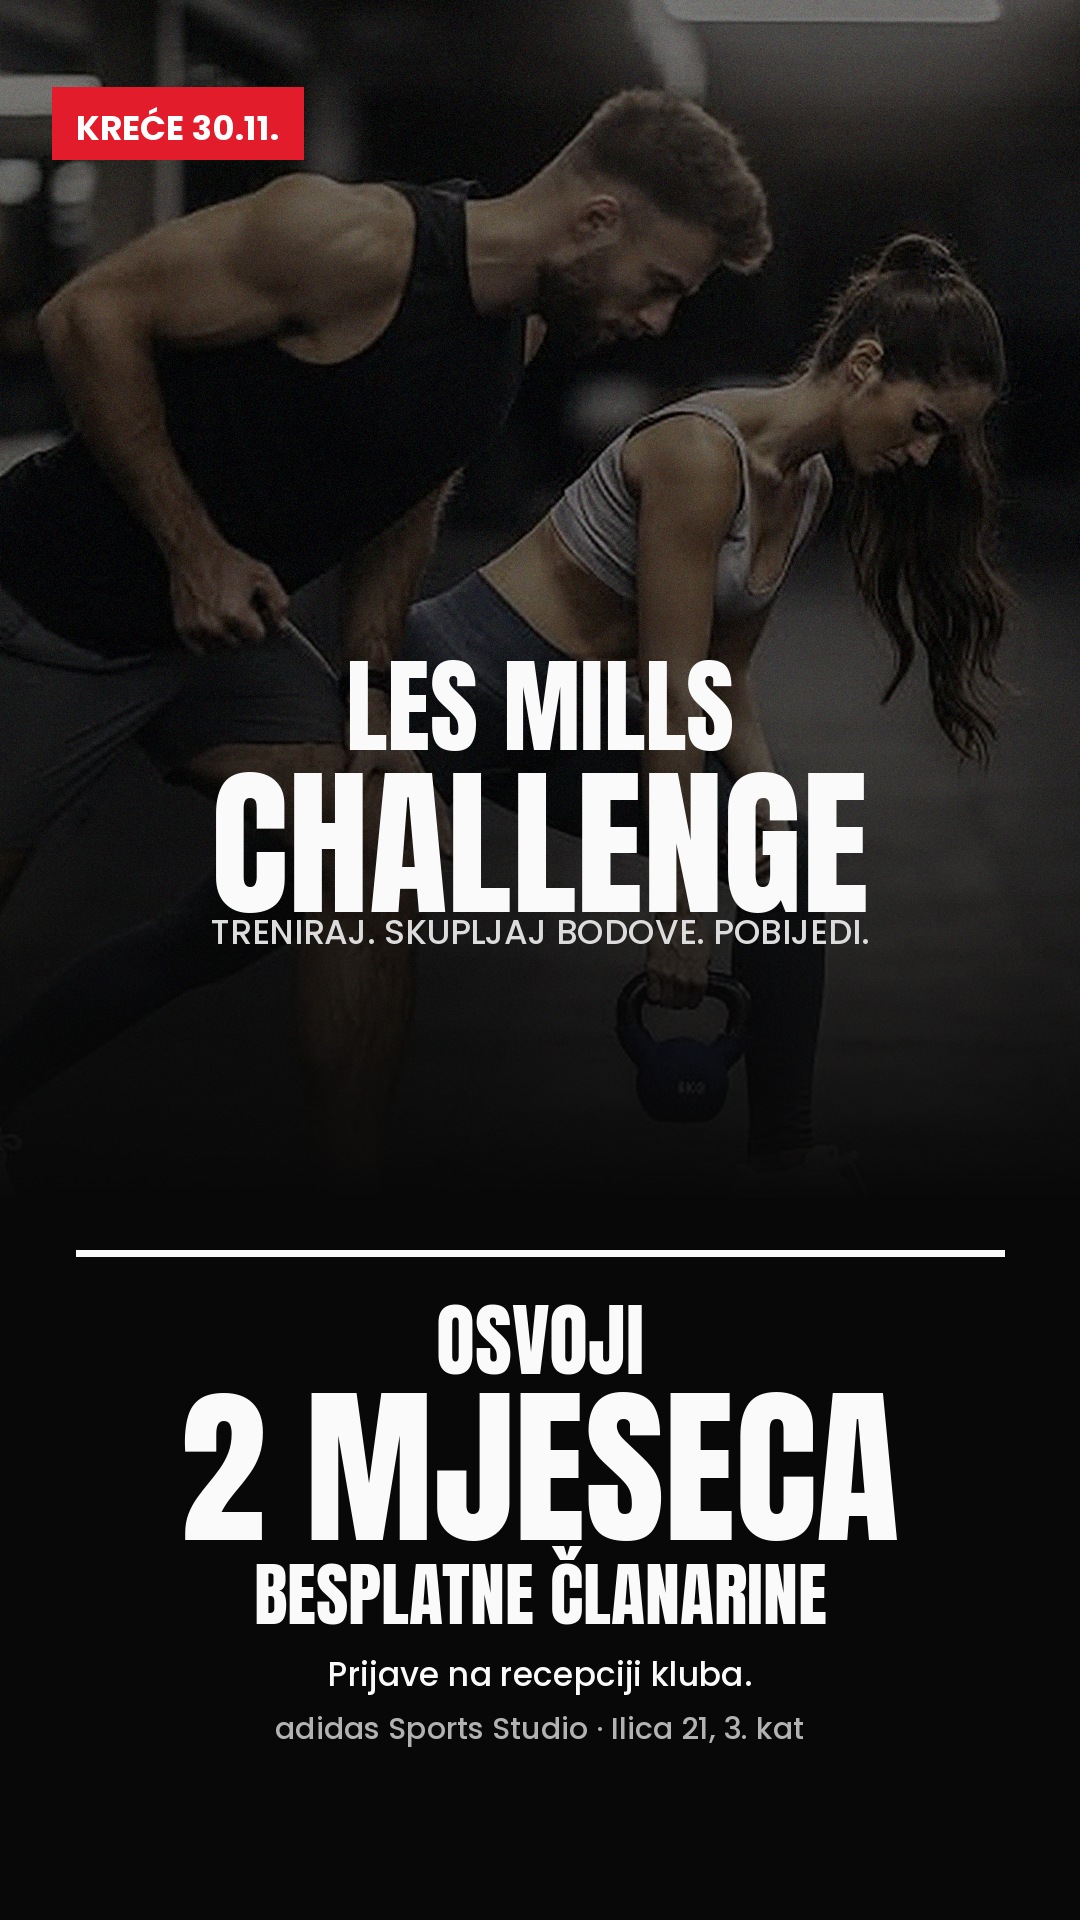 KREĆE 30.11.
LES MILLS
CHALLENGE
TRENIRAJ. SKUPLJAJ BODOVE. POBIJEDI.
6KG
OSVOJI
2 MJESECA
BESPLATNE ČLANARINE
Prijave na recepciji kluba.
adidas Sports Studio · Ilica 21, 3. kat